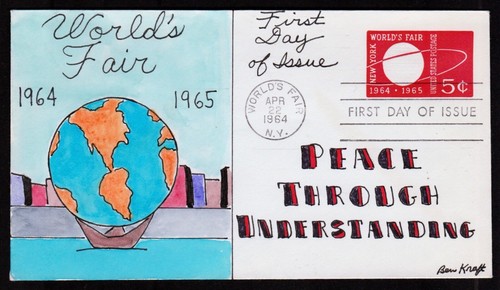 World's
Fair
1964
1965
First
Day
of Issue
NEW YORK WORLD'S FAIR
1964 • 1965
UNITED STATES POSTAGE
5¢
WORLD'S FAIR
APR
22
1964
N.Y.
FIRST DAY OF ISSUE
PEACE
THROUGH
UNDERSTANDING
Ben Kraft